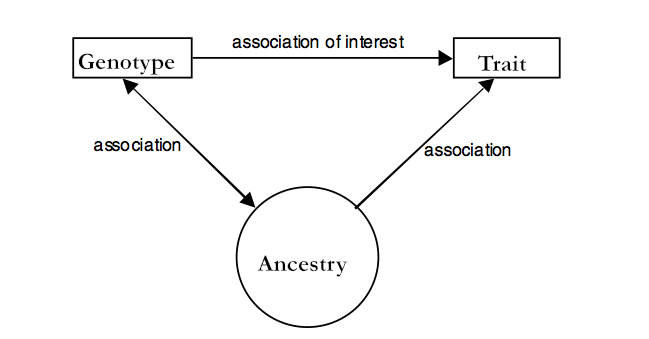 association of interest
Genotype
Trait
association
association
Ancestry